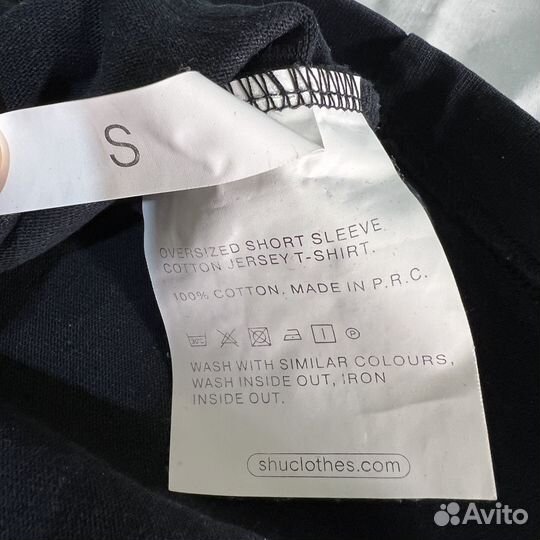 S
OVERSIZED SHORT SLEEVE
COTTON JERSEY T-SHIRT.
100% COTTON. MADE IN P.R.C.
30°C
P
WASH WITH SIMILAR COLOURS,
WASH INSIDE OUT, IRON
INSIDE OUT.
shuclothes.com
Avito